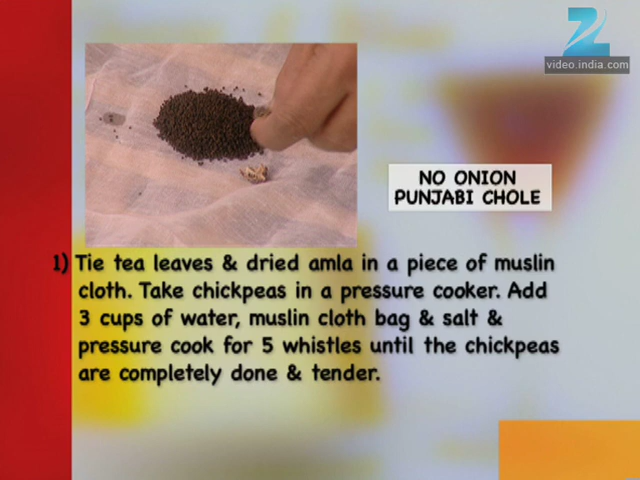 Z
video.india.com
NO ONION
PUNJABI CHOLE
1) Tie tea leaves & dried amla in a piece of muslin
cloth. Take chickpeas in a pressure cooker. Add
3 cups of water, muslin cloth bag & salt &
pressure cook for 5 whistles until the chickpeas
are completely done & tender.